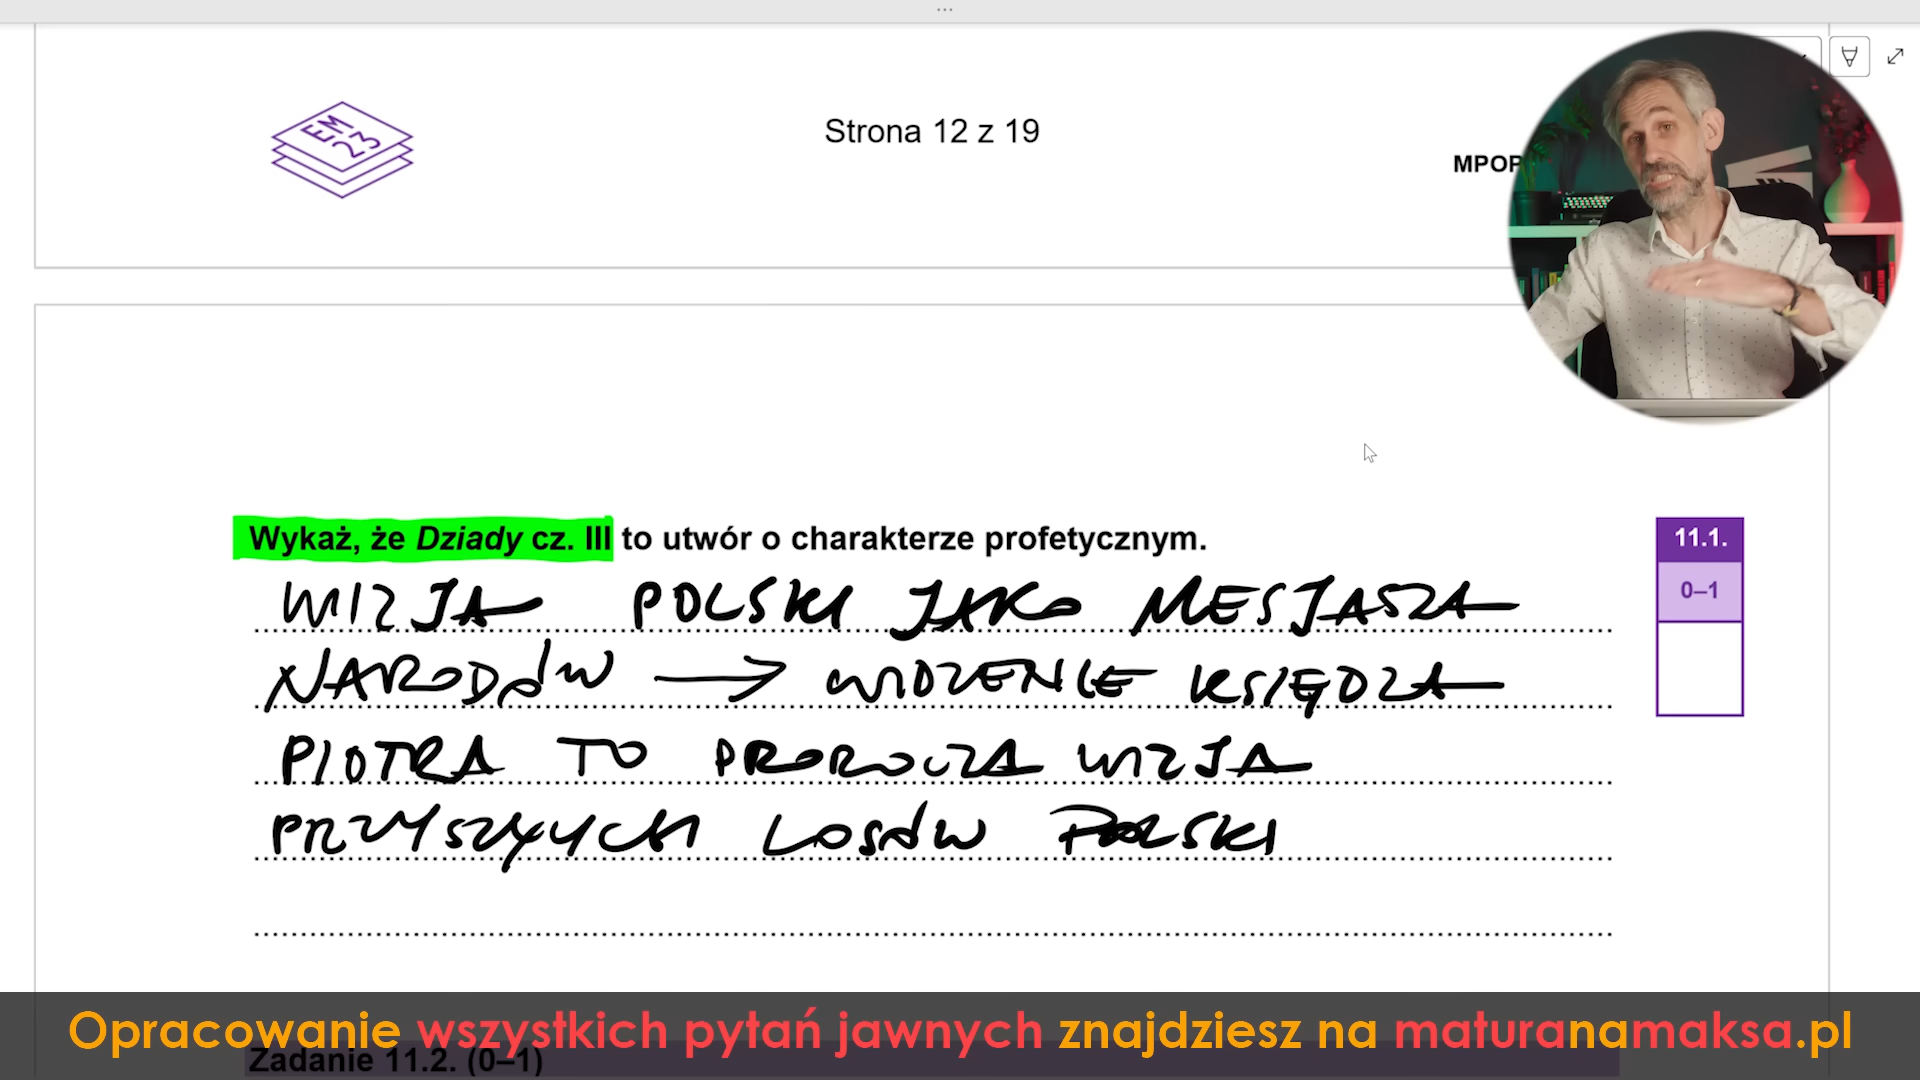 ...
EM
23
Strona 12 z 19
MPOP
Wykaż, że Dziady cz. III to utwór o charakterze profetycznym.
11.1.
0–1
WIZJA POLSKI JAKO MESJASZA
NARODÓW → WIDZENIE KSIĘDZA
PIOTRA TO PROROCZA WIZJA
PRZYSZŁYCH LOSÓW POLSKI
Opracowanie wszystkich pytań jawnych znajdziesz na maturanamaksa.pl
Zadanie 11.2. (0–1)